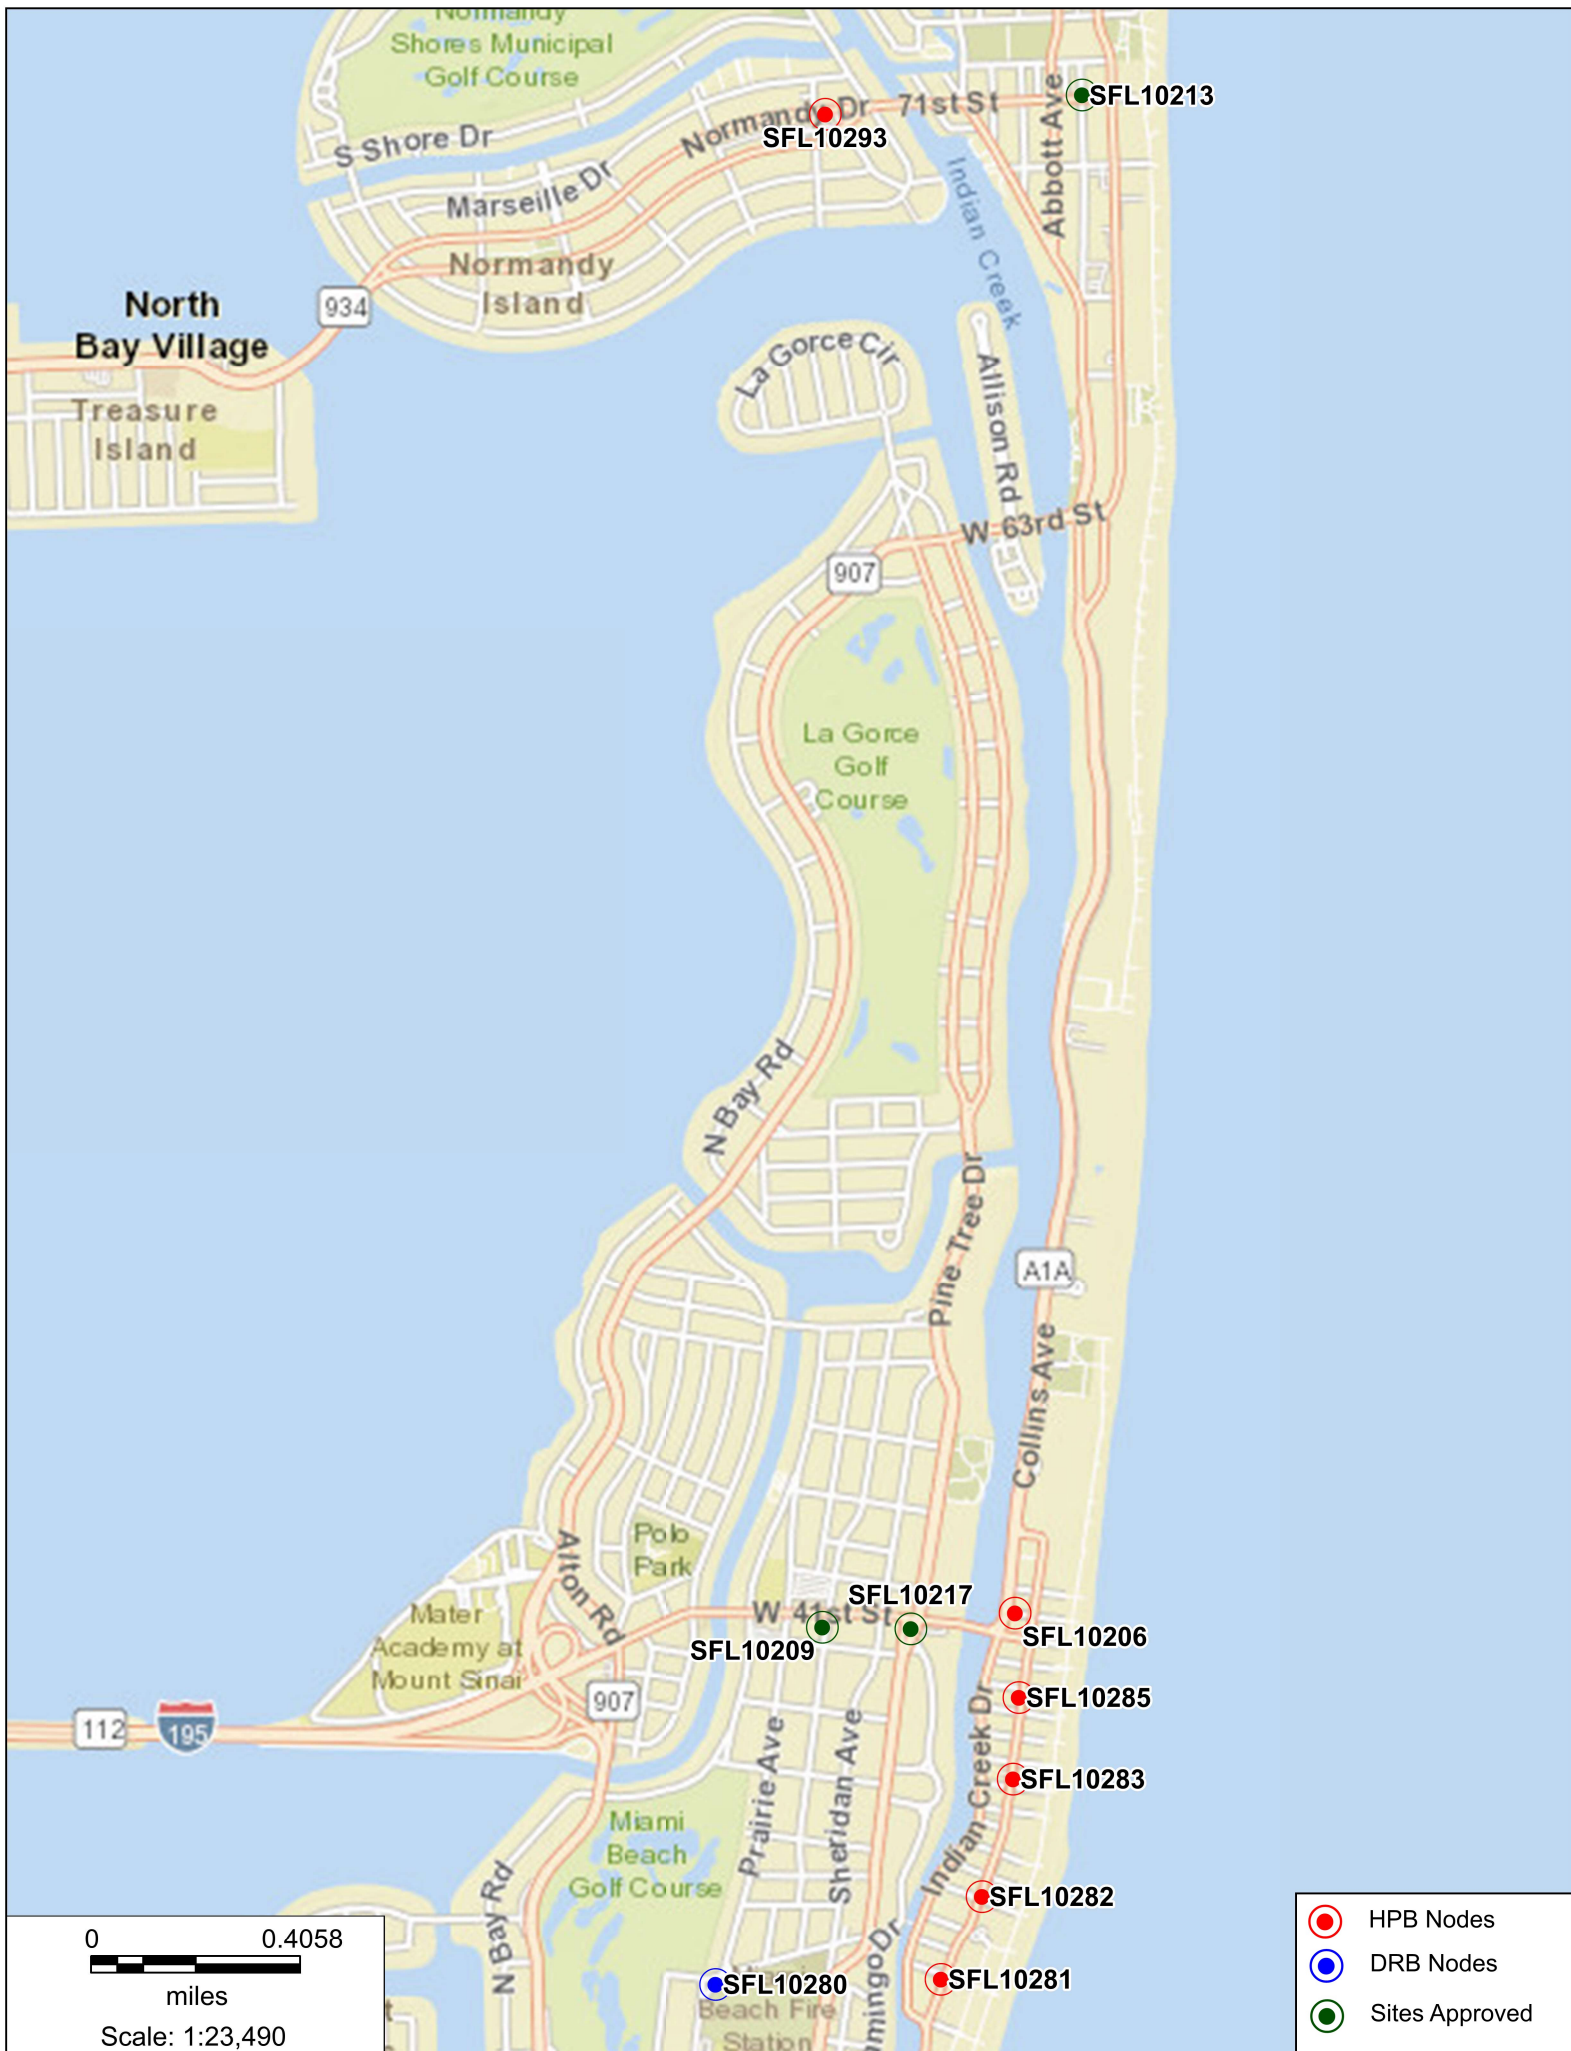 Normandy
Shores Municipal
Golf Course
S Shore Dr
Normandy Dr
71st St
Abbott Ave
SFL10213
SFL10293
Marseille Dr
Indian Creek
Normandy
Island
North
Bay Village
934
Treasure
Island
La Gorce Cir
Allison Rd
W 63rd St
907
La Gorce
Golf
Course
N Bay Rd
Pine Tree Dr
A1A
Collins Ave
Polo
Park
Alton Rd
Mater
Academy at
Mount Sinai
W 41st St
SFL10217
SFL10209
SFL10206
SFL10285
907
112
195
SFL10283
Prairie Ave
Sheridan Ave
Indian Creek Dr
Miami
Beach
Golf Course
SFL10282
N Bay Rd
SFL10280
SFL10281
Beach Fire
Station
mingo Dr
0 0.4058
miles
Scale: 1:23,490
HPB Nodes
DRB Nodes
Sites Approved